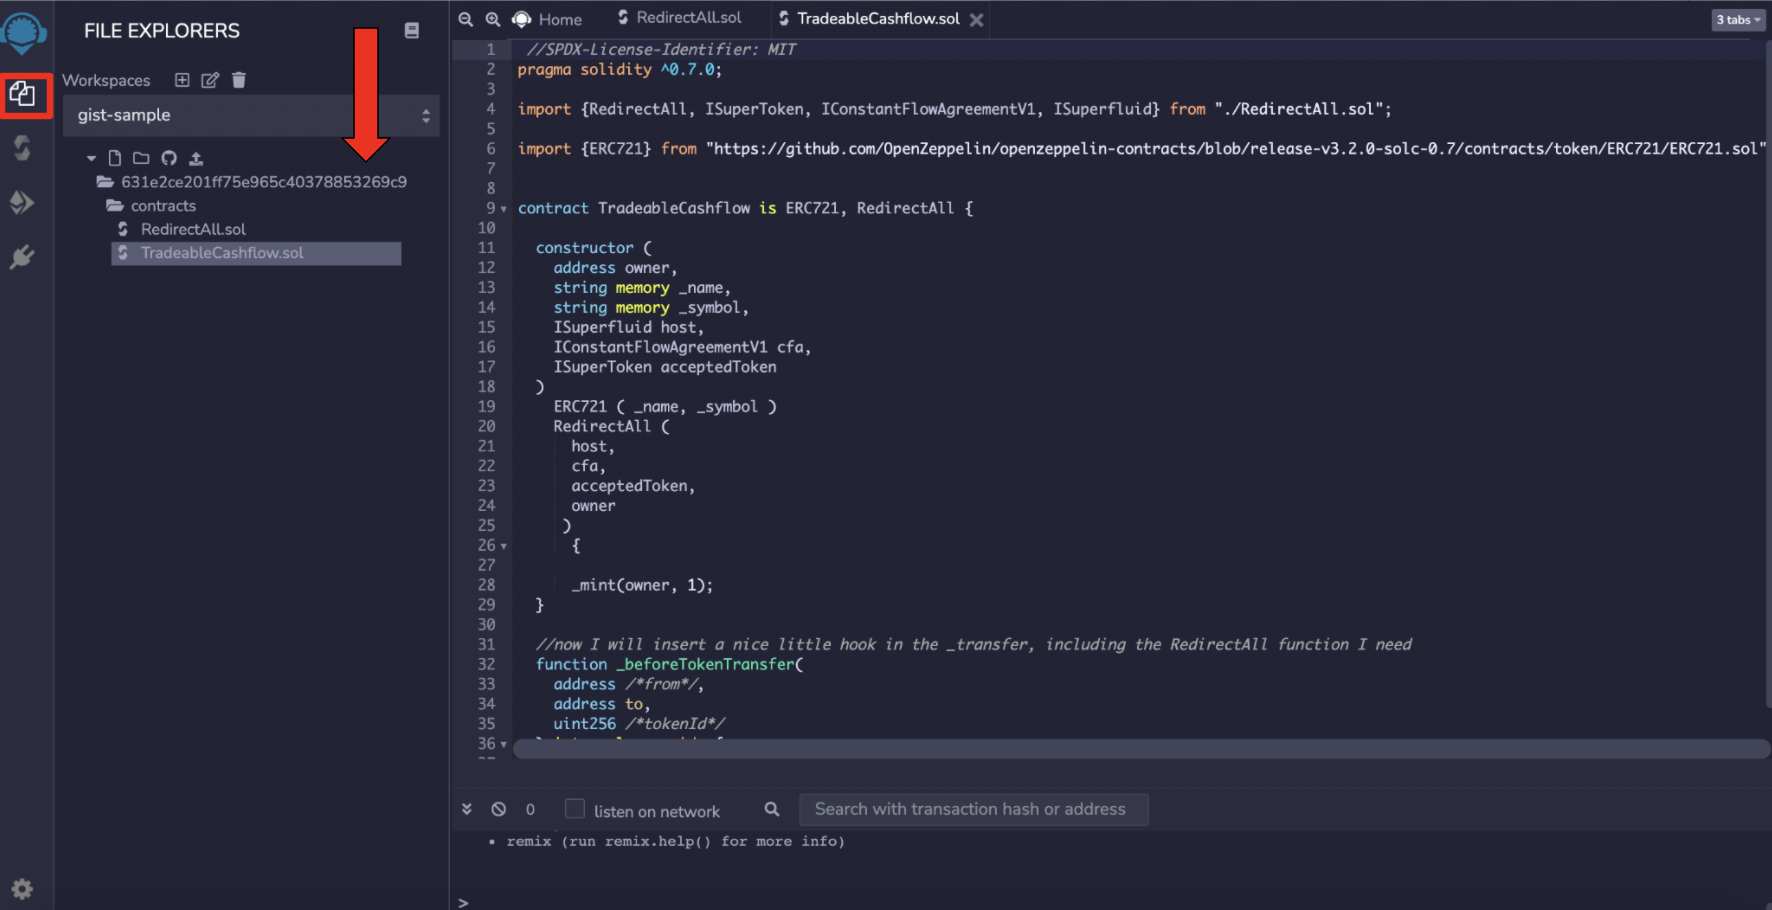 FILE EXPLORERS
Workspaces
gist-sample
631e2ce201ff75e965c40378853269c9
contracts
RedirectAll.sol
TradeableCashflow.sol
Home
RedirectAll.sol
TradeableCashflow.sol
3 tabs
1 //SPDX-License-Identifier: MIT
2 pragma solidity ^0.7.0;
3
4 import {RedirectAll, ISuperToken, IConstantFlowAgreementV1, ISuperfluid} from "./RedirectAll.sol";
5
6 import {ERC721} from "https://github.com/OpenZeppelin/openzeppelin-contracts/blob/release-v3.2.0-solc-0.7/contracts/token/ERC721/ERC721.sol"
7
8
9 contract TradeableCashflow is ERC721, RedirectAll {
10
11 constructor (
12 address owner,
13 string memory _name,
14 string memory _symbol,
15 ISuperfluid host,
16 IConstantFlowAgreementV1 cfa,
17 ISuperToken acceptedToken
18 )
19 ERC721 ( _name, _symbol )
20 RedirectAll (
21 host,
22 cfa,
23 acceptedToken,
24 owner
25 )
26 {
27
28 _mint(owner, 1);
29 }
30
31 //now I will insert a nice little hook in the _transfer, including the RedirectAll function I need
32 function _beforeTokenTransfer(
33 address /*from*/,
34 address to,
35 uint256 /*tokenId*/
36
0
listen on network
Search with transaction hash or address
• remix (run remix.help() for more info)
>